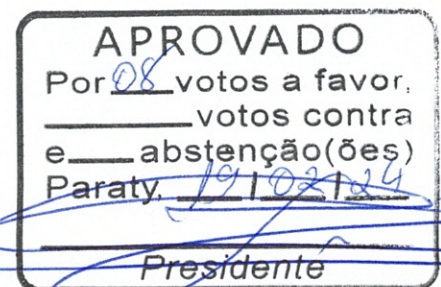 APROVADO
Por 08 votos a favor,
votos contra
e abstenção(ões)
Paraty, 19 / 02 / 24
Presidente